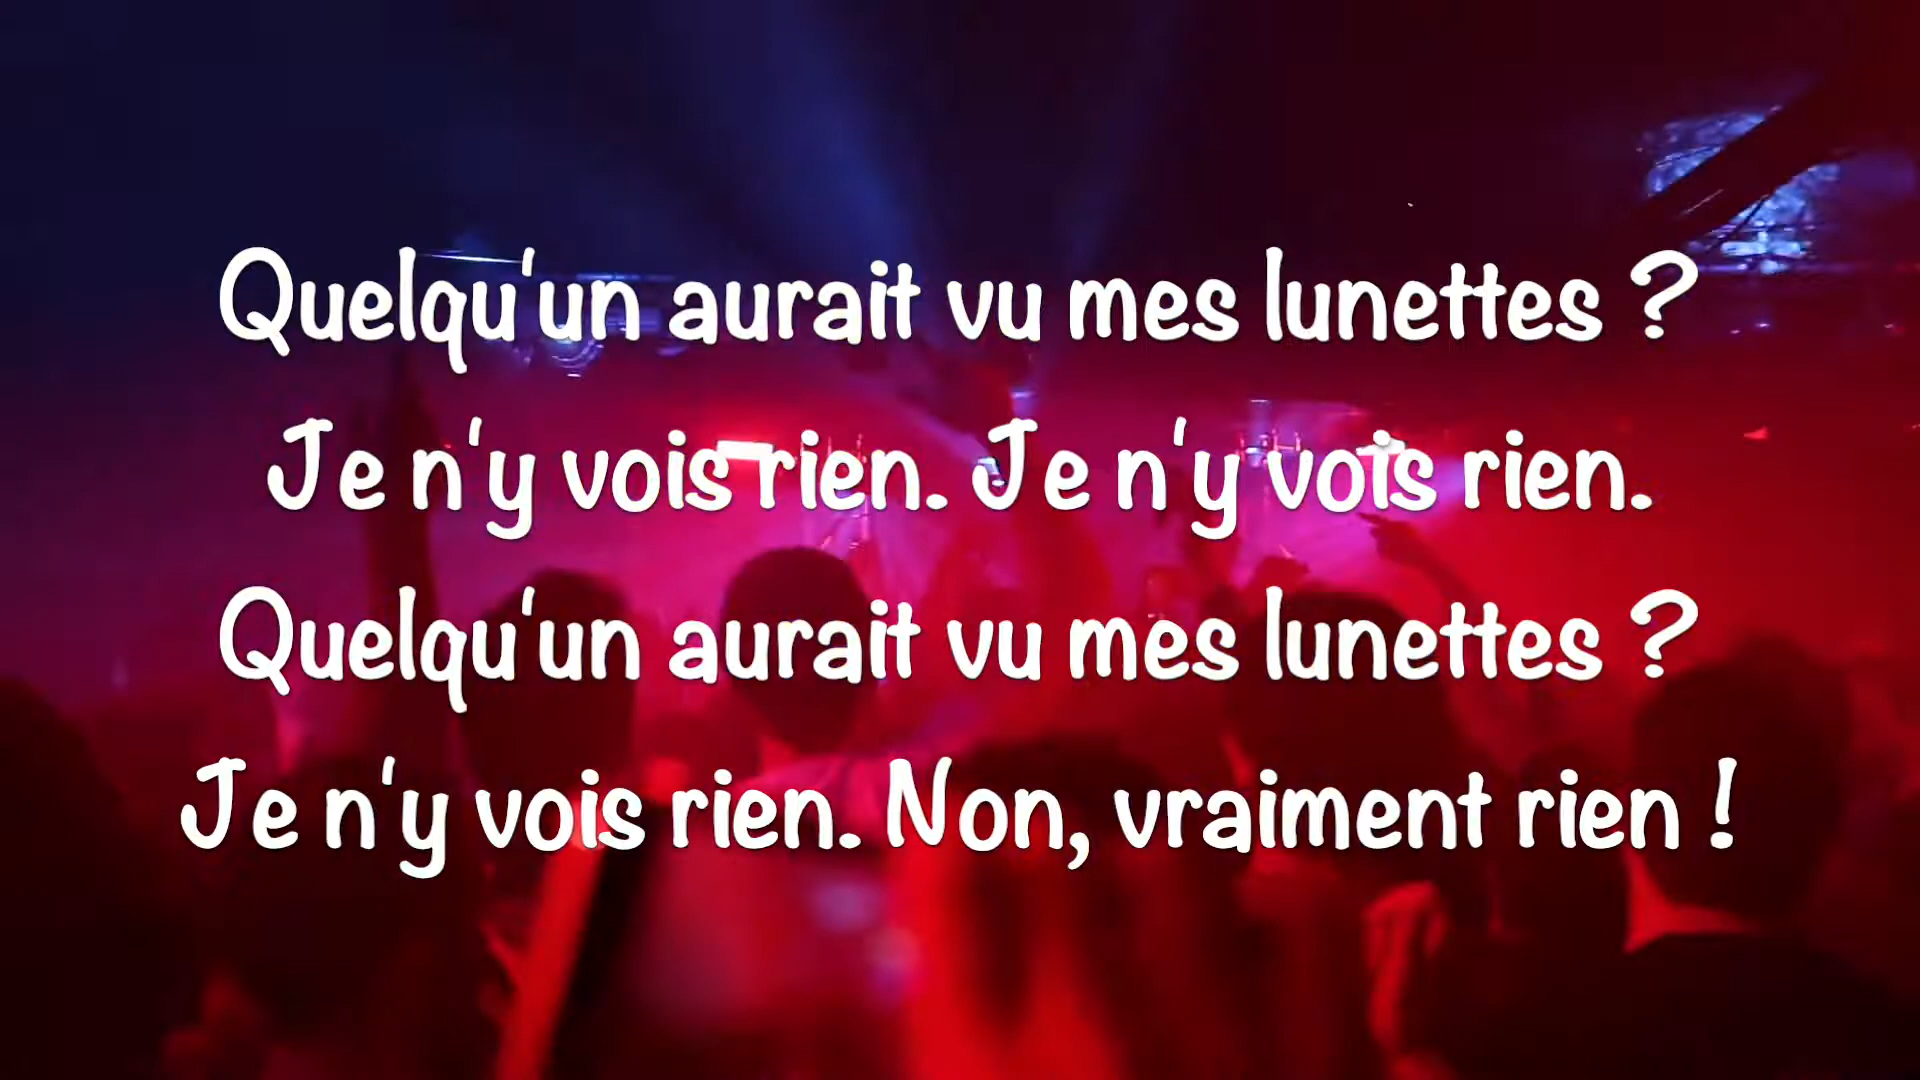 Quelqu'un aurait vu mes lunettes ?
Je n'y vois rien. Je n'y vois rien.
Quelqu'un aurait vu mes lunettes ?
Je n'y vois rien. Non, vraiment rien !